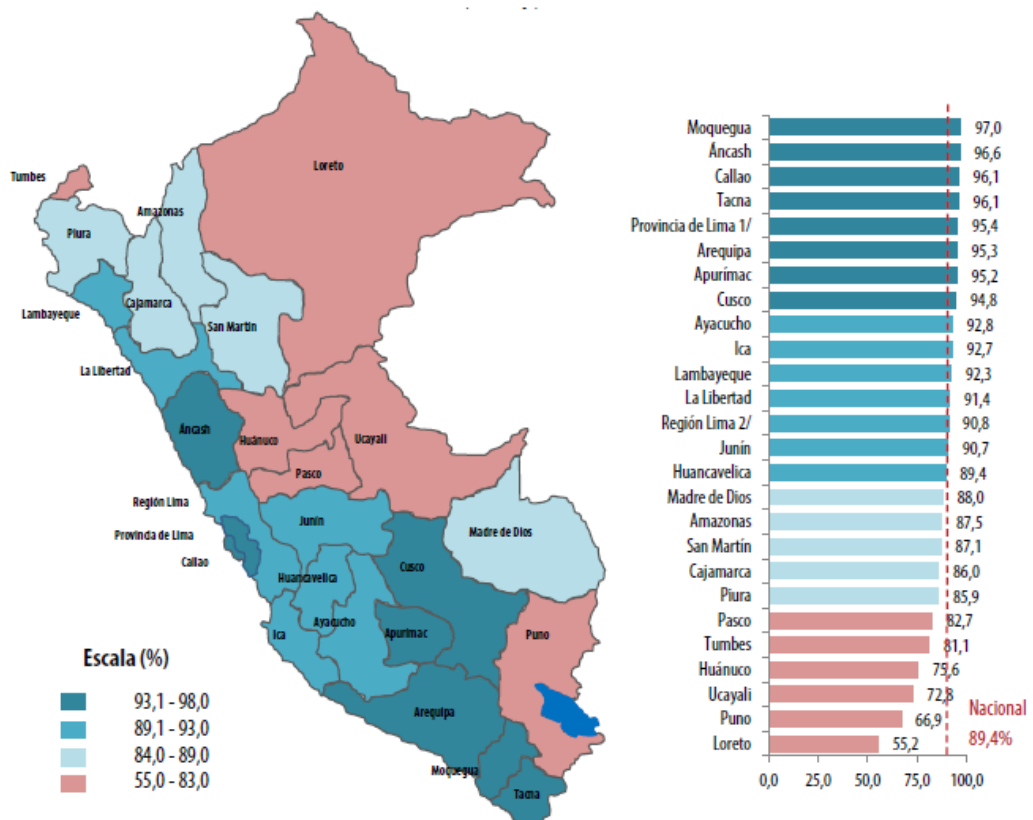 Loreto
Tumbes
Amazonas
Piura
Cajamarca
Lambayeque
San Martín
La Libertad
Áncash
Huánuco
Ucayali
Pasco
Región Lima
Junín
Provincia de Lima
Madre de Dios
Callao
Cusco
Huancavelica
Ayacucho
Ica
Apurímac
Puno
Arequipa
Moquegua
Tacna
Escala (%)
93,1 - 98,0
89,1 - 93,0
84,0 - 89,0
55,0 - 83,0
Moquegua 97,0
Áncash 96,6
Callao 96,1
Tacna 96,1
Provincia de Lima 1/ 95,4
Arequipa 95,3
Apurímac 95,2
Cusco 94,8
Ayacucho 92,8
Ica 92,7
Lambayeque 92,3
La Libertad 91,4
Región Lima 2/ 90,8
Junín 90,7
Huancavelica 89,4
Madre de Dios 88,0
Amazonas 87,5
San Martín 87,1
Cajamarca 86,0
Piura 85,9
Pasco 82,7
Tumbes 81,1
Huánuco 75,6
Ucayali 72,8
Puno 66,9
Loreto 55,2
Nacional
89,4%
0,0 25,0 50,0 75,0 100,0